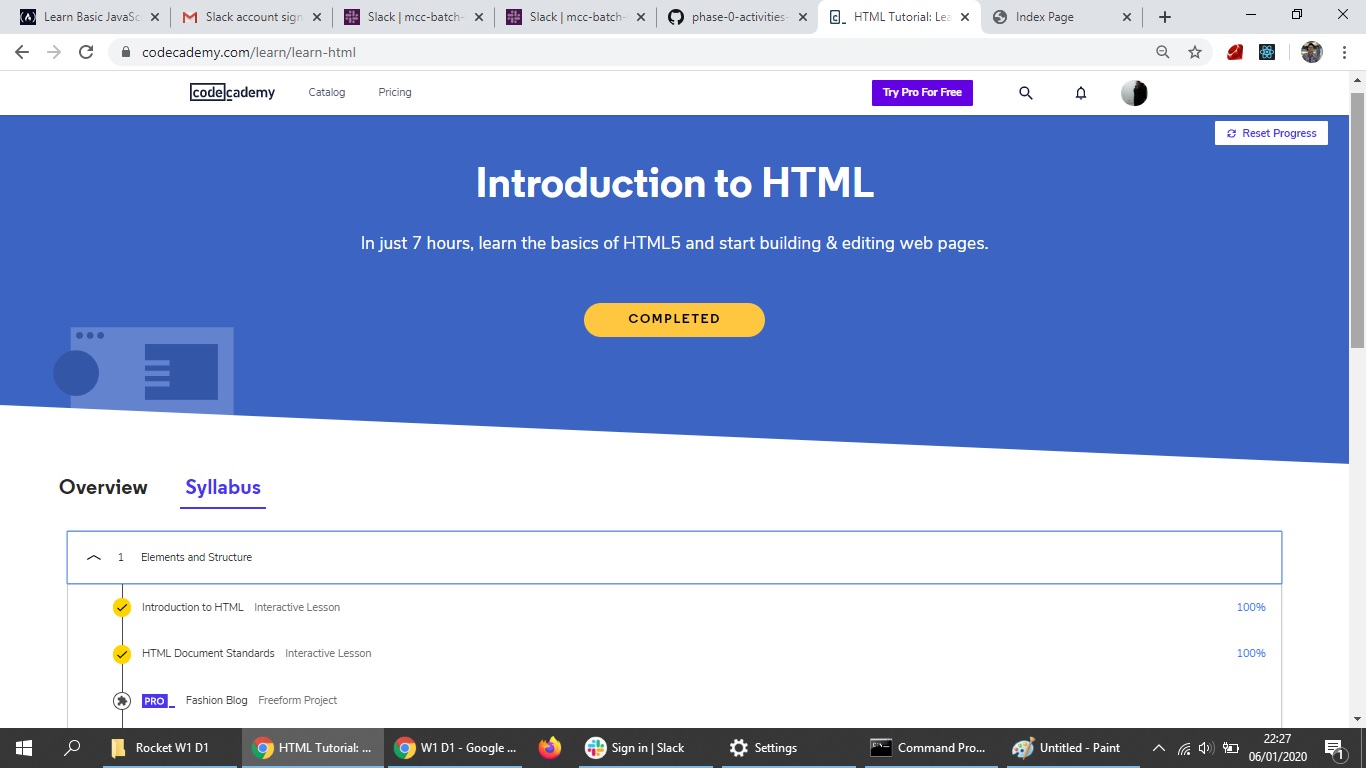 Learn Basic JavaSc
Gmail Slack account sign
Slack | mcc-batch-
Slack | mcc-batch-
phase-0-activities-
HTML Tutorial: Lea
Index Page
codecademy.com/learn/learn-html
codecademy Catalog Pricing Try Pro For Free
Reset Progress
Introduction to HTML
In just 7 hours, learn the basics of HTML5 and start building & editing web pages.
COMPLETED
Overview Syllabus
1 Elements and Structure
Introduction to HTML Interactive Lesson 100%
HTML Document Standards Interactive Lesson 100%
PRO Fashion Blog Freeform Project
Rocket W1 D1
HTML Tutorial: ...
W1 D1 - Google ...
Sign in | Slack
Settings
Command Pro...
Untitled - Paint
22:27
06/01/2020
1